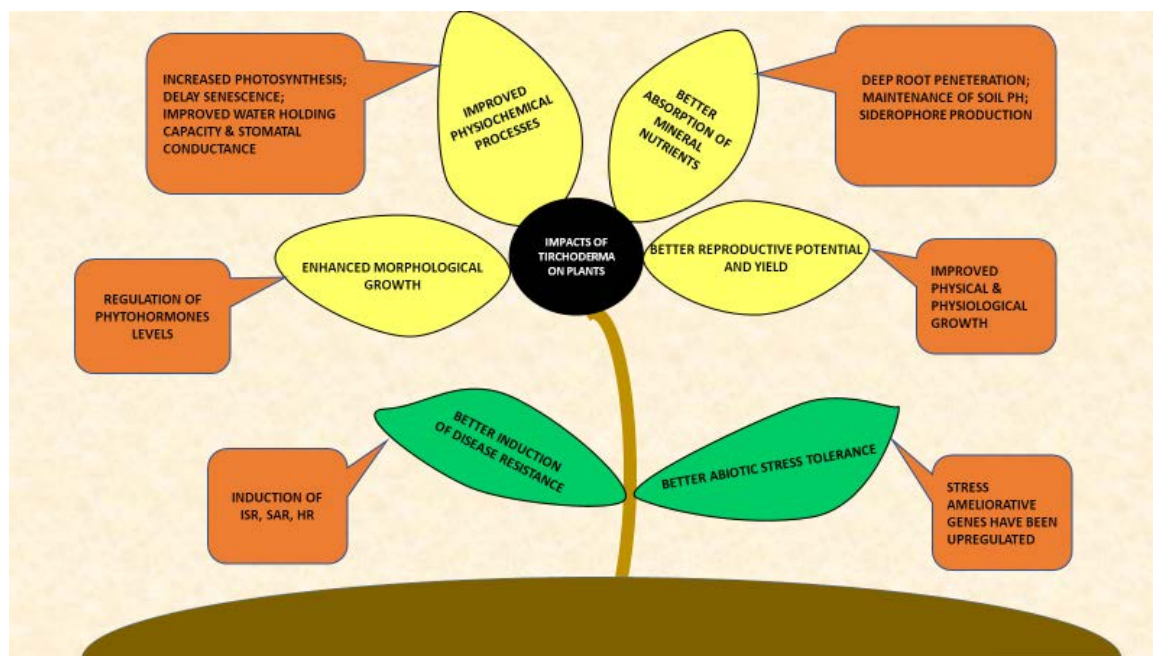 INCREASED PHOTOSYNTHESIS;
DELAY SENESCENCE;
IMPROVED WATER HOLDING
CAPACITY & STOMATAL
CONDUCTANCE
IMPROVED
PHYSIOCHEMICAL
PROCESSES
BETTER
ABSORPTION OF
MINERAL
NUTRIENTS
DEEP ROOT PENETERATION;
MAINTENANCE OF SOIL PH;
SIDEROPHORE PRODUCTION
REGULATION OF
PHYTOHORMONES
LEVELS
ENHANCED MORPHOLOGICAL
GROWTH
IMPACTS OF
TIRCHODERMA
ON PLANTS
BETTER REPRODUCTIVE POTENTIAL
AND YIELD
IMPROVED
PHYSICAL &
PHYSIOLOGICAL
GROWTH
INDUCTION OF
ISR, SAR, HR
BETTER INDUCTION
OF DISEASE RESISTANCE
BETTER ABIOTIC STRESS TOLERANCE
STRESS
AMELIORATIVE
GENES HAVE BEEN
UPREGULATED